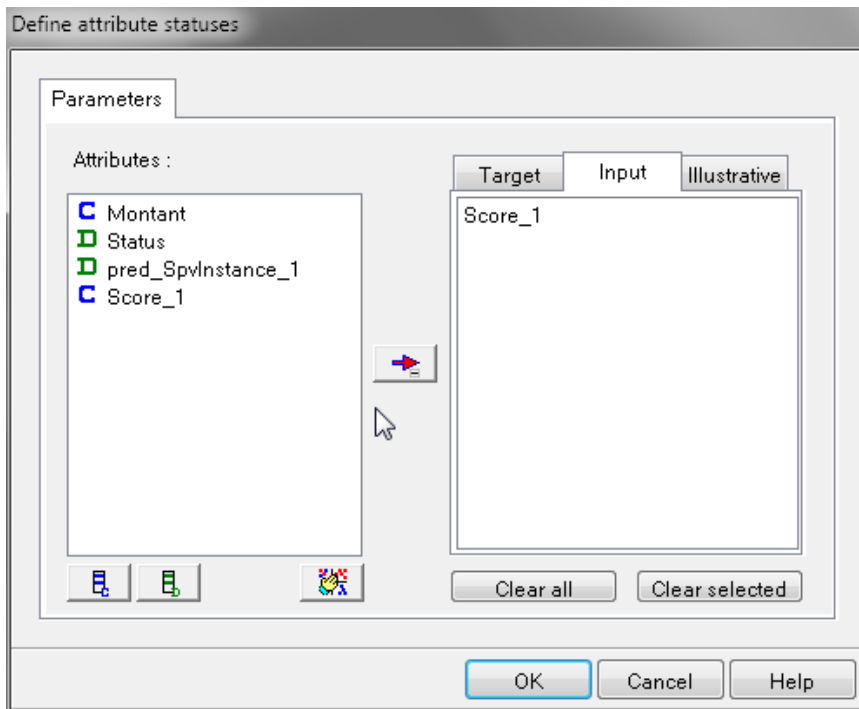 Define attribute statuses
Parameters
Attributes :
Target
Input
Illustrative
C Montant
D Status
D pred_SpvInstance_1
C Score_1
Score_1
C
D
Clear all
Clear selected
OK
Cancel
Help